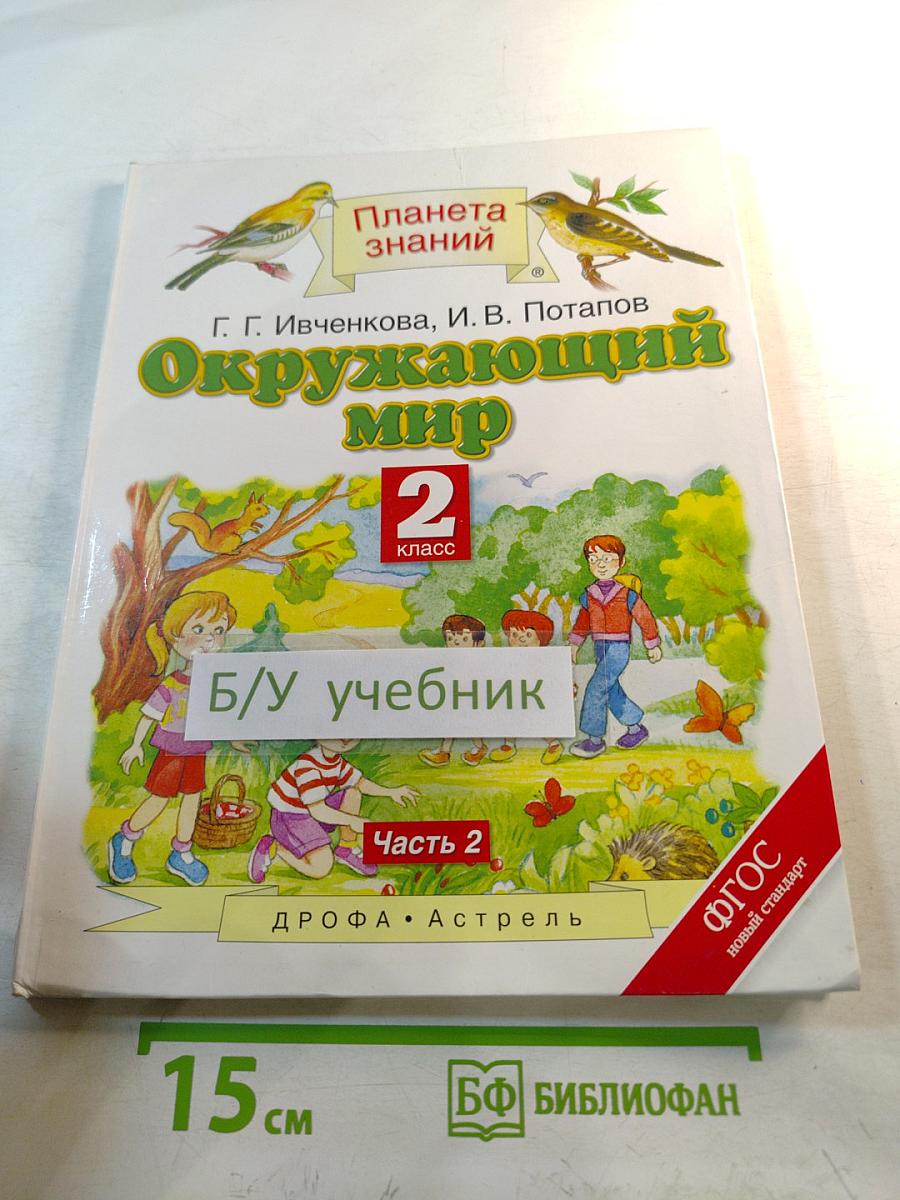 Планета
знаний
®
Г. Г. Ивченкова, И. В. Потапов
Окружающий
мир
2
класс
Б/У учебник
Часть 2
ДРОФА • Астрель
ФГОС
новый стандарт
15 см
БФ БИБЛИОФАН